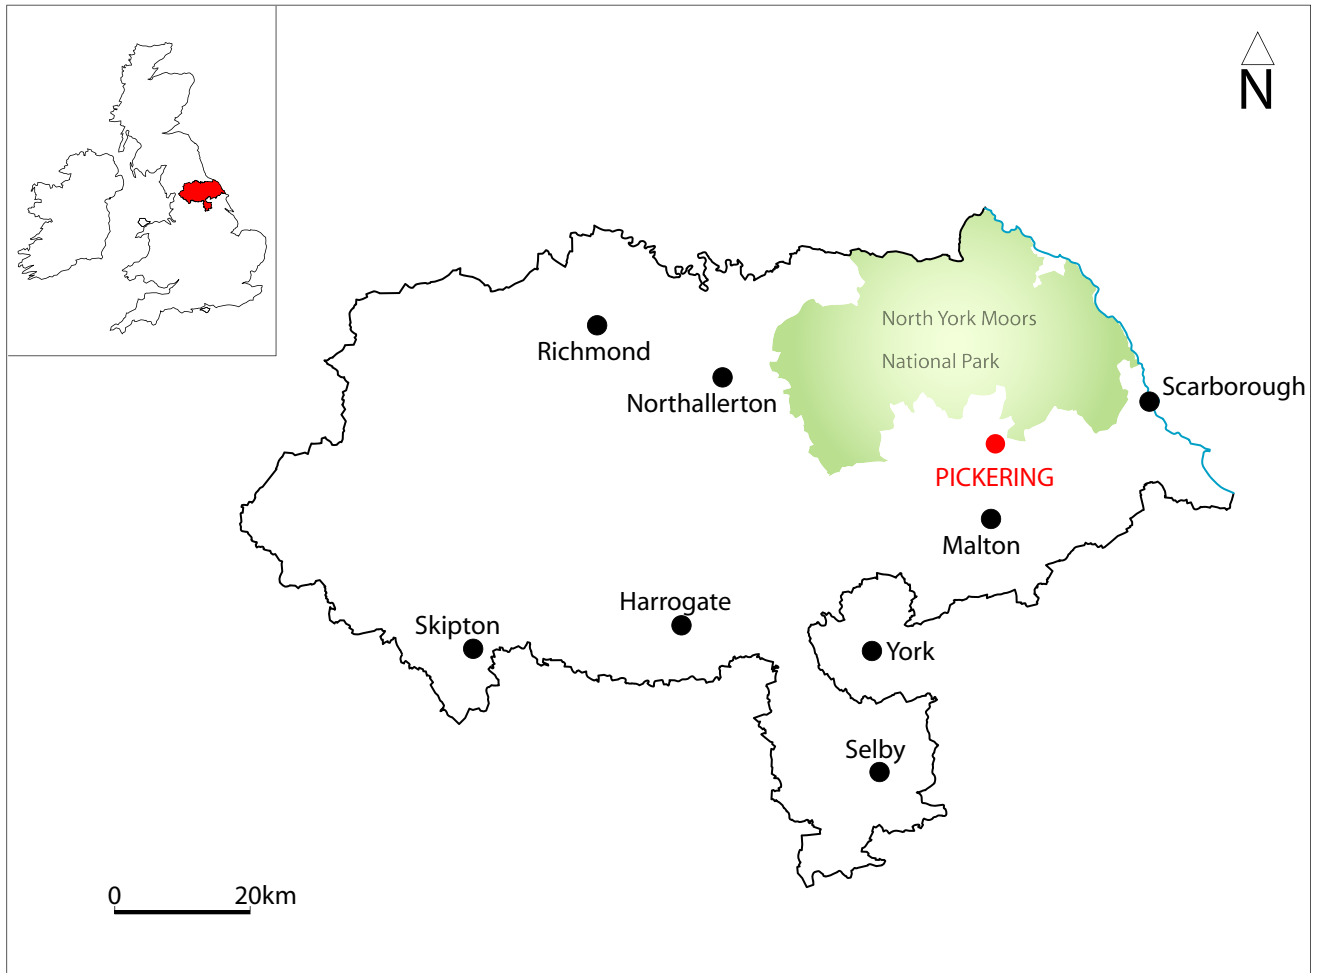 N
North York Moors
National Park
Richmond
Northallerton
Scarborough
PICKERING
Malton
Harrogate
Skipton
York
Selby
0 20km